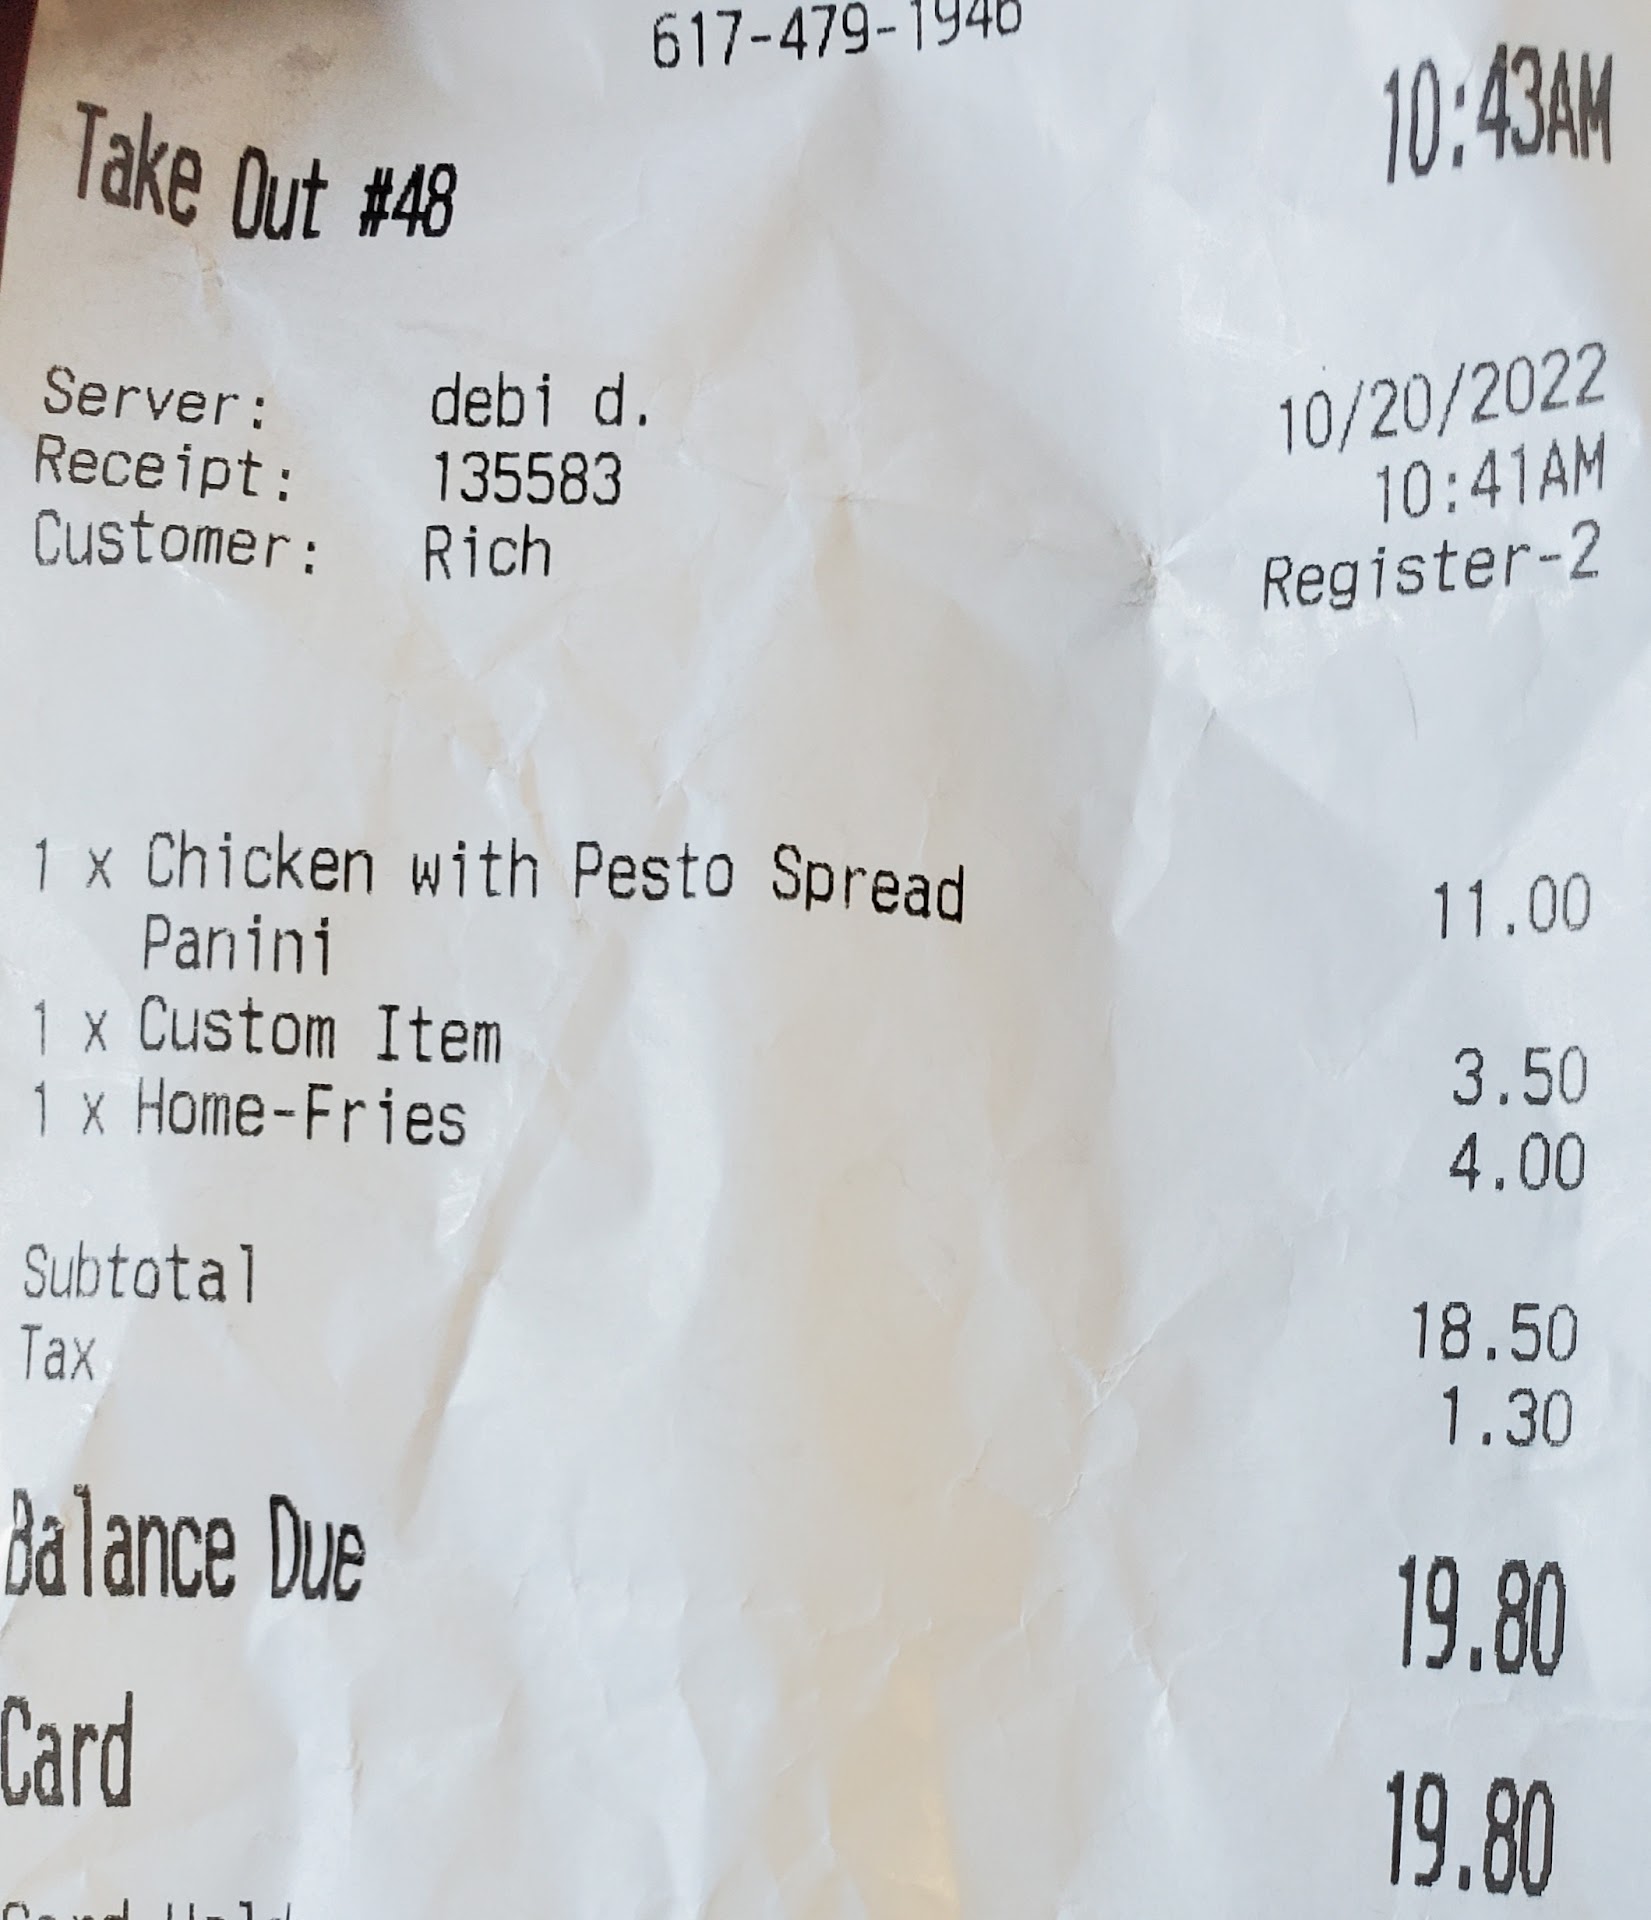 617-479-1946
10:43AM
Take Out #48
Server: debi d. 10/20/2022
Receipt: 135583 10:41AM
Customer: Rich Register-2
1 x Chicken with Pesto Spread 11.00
Panini
1 x Custom Item 3.50
1 x Home-Fries 4.00
Subtotal 18.50
Tax 1.30
Balance Due 19.80
Card 19.80